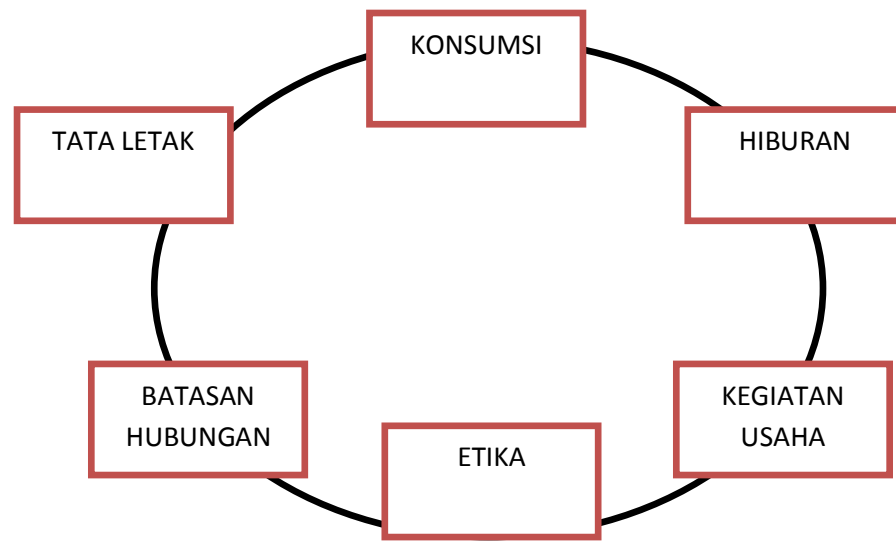 KONSUMSI
TATA LETAK
HIBURAN
BATASAN
HUBUNGAN
KEGIATAN
USAHA
ETIKA